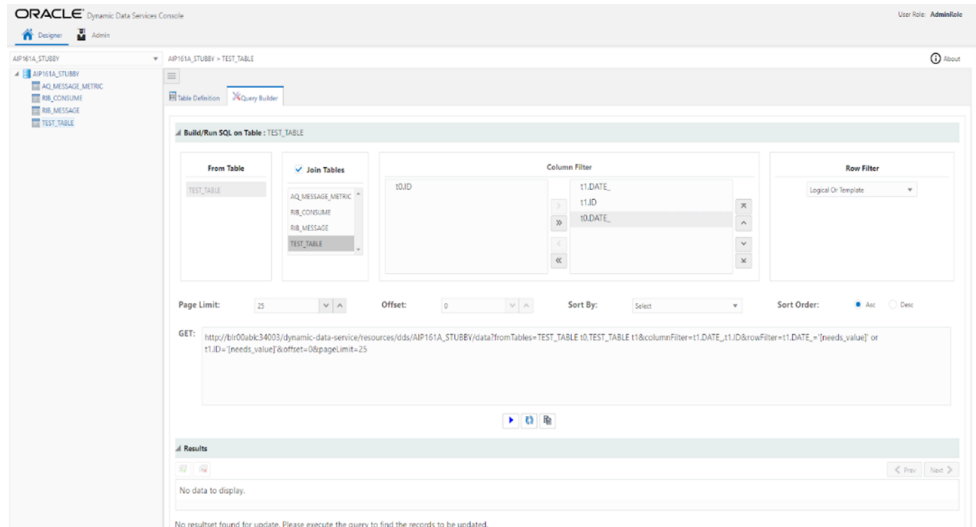 ORACLE Dynamic Data Services Console
User Role: AdminRole
Designer
Admin
AIP161A_STUBBY
AIP161A_STUBBY > TEST_TABLE
About
AIP161A_STUBBY
AQ_MESSAGE_METRIC
RIB_CONSUME
RIB_MESSAGE
TEST_TABLE
Table Definition
Query Builder
Build/Run SQL on Table : TEST_TABLE
From Table
TEST_TABLE
Join Tables
AQ_MESSAGE_METRIC
RIB_CONSUME
RIB_MESSAGE
TEST_TABLE
Column Filter
t0.ID
t1.DATE_
t1.ID
t0.DATE_
Row Filter
Logical Or Template
Page Limit: 25
Offset: 0
Sort By: Select
Sort Order: Asc Desc
GET: http://blr00abk34003/dynamic-data-service/resources/dds/AIP161A_STUBBY/data?fromTables=TEST_TABLE t0,TEST_TABLE t1&columnFilter=t1.DATE_,t1.ID&rowFilter=t1.DATE_='[needs_value]' or
t1.ID='[needs_value]'&offset=0&pageLimit=25
Results
Prev
Next
No data to display.
No resultset found for update. Please execute the query to find the records to be updated.